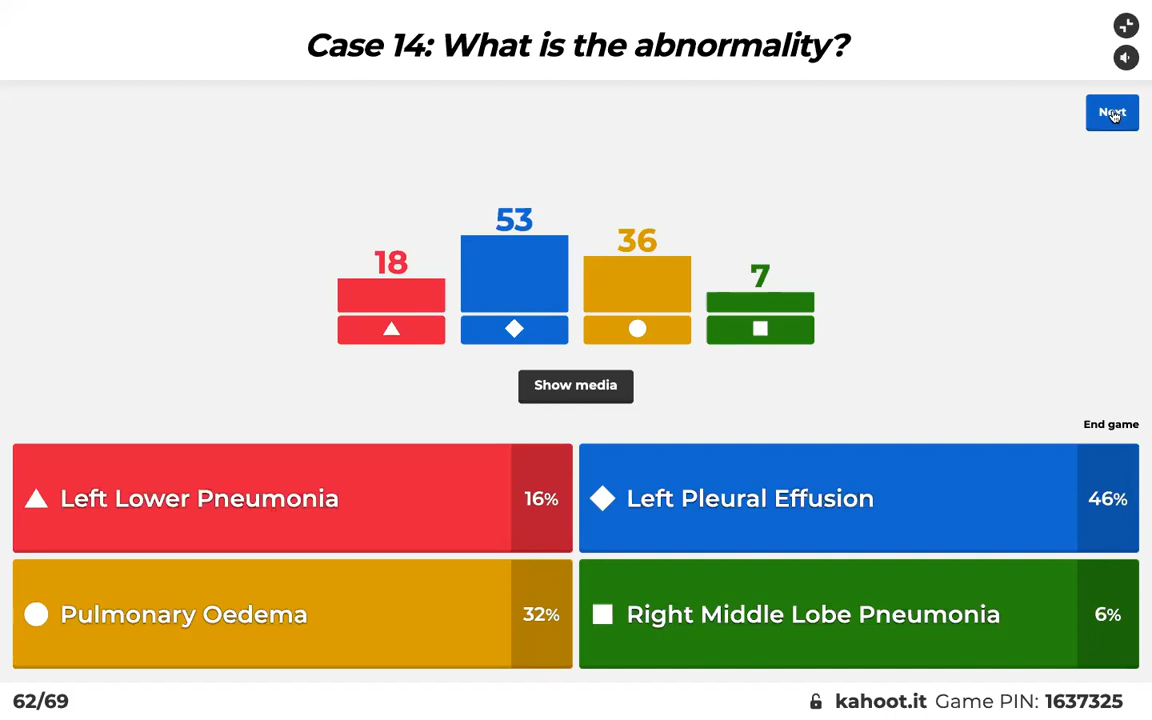 Case 14: What is the abnormality?
Next
18
53
36
7
Show media
End game
Left Lower Pneumonia 16%
Left Pleural Effusion 46%
Pulmonary Oedema 32%
Right Middle Lobe Pneumonia 6%
62/69
kahoot.it Game PIN: 1637325